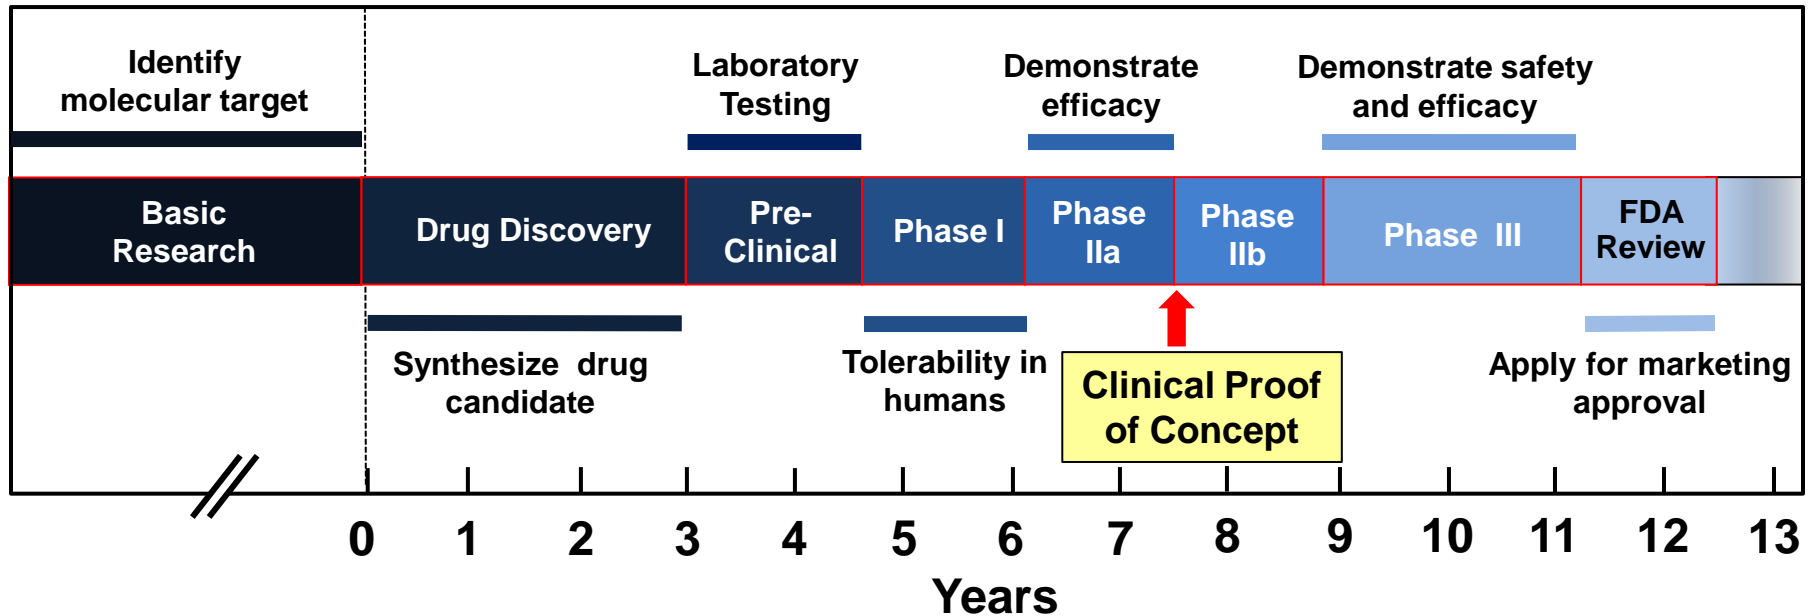 Identify
molecular target
Laboratory
Testing
Demonstrate
efficacy
Demonstrate safety
and efficacy
Basic
Research
Drug Discovery
Pre-
Clinical
Phase I
Phase
IIa
Phase
IIb
Phase III
FDA
Review
Synthesize drug
candidate
Tolerability in
humans
Clinical Proof
of Concept
Apply for marketing
approval
0 1 2 3 4 5 6 7 8 9 10 11 12 13
Years